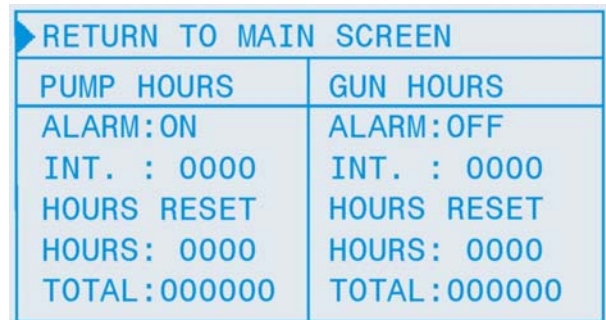 RETURN TO MAIN SCREEN
PUMP HOURS
ALARM:ON
INT. : 0000
HOURS RESET
HOURS: 0000
TOTAL:000000
GUN HOURS
ALARM:OFF
INT. : 0000
HOURS RESET
HOURS: 0000
TOTAL:000000